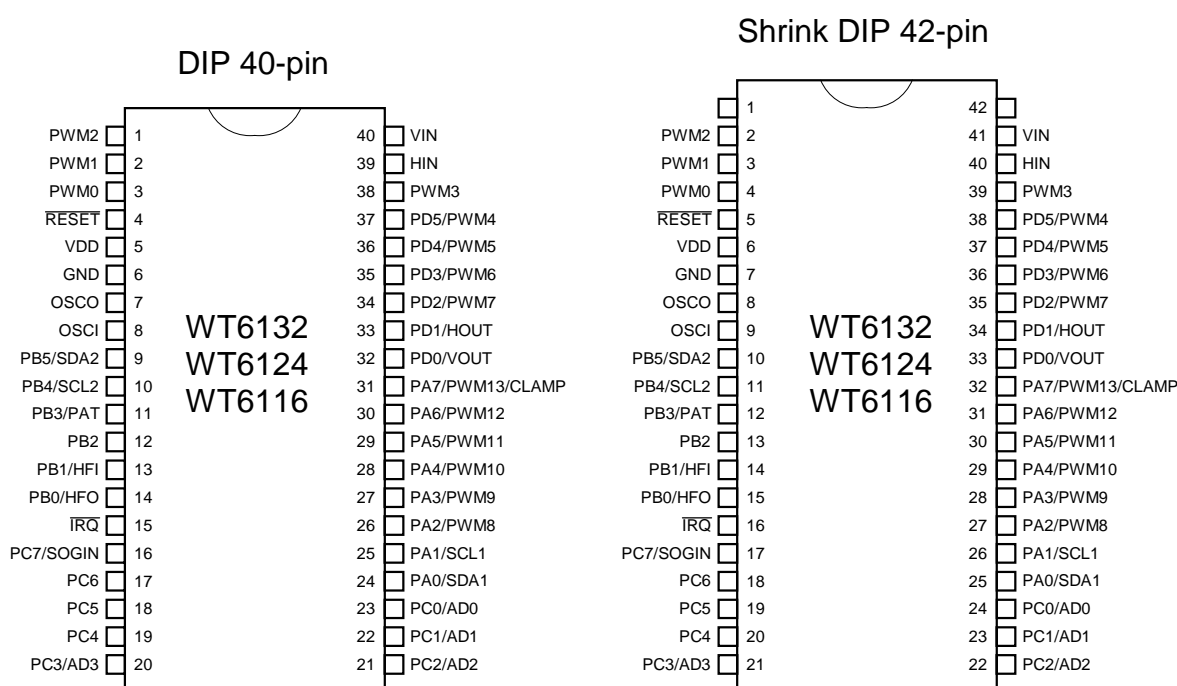 DIP 40-pin
PWM2 1 40 VIN
PWM1 2 39 HIN
PWM0 3 38 PWM3
RESET 4 37 PD5/PWM4
VDD 5 36 PD4/PWM5
GND 6 35 PD3/PWM6
OSCO 7 34 PD2/PWM7
OSCI 8 33 PD1/HOUT
PB5/SDA2 9 32 PD0/VOUT
PB4/SCL2 10 31 PA7/PWM13/CLAMP
PB3/PAT 11 30 PA6/PWM12
PB2 12 29 PA5/PWM11
PB1/HFI 13 28 PA4/PWM10
PB0/HFO 14 27 PA3/PWM9
IRQ 15 26 PA2/PWM8
PC7/SOGIN 16 25 PA1/SCL1
PC6 17 24 PA0/SDA1
PC5 18 23 PC0/AD0
PC4 19 22 PC1/AD1
PC3/AD3 20 21 PC2/AD2
WT6132
WT6124
WT6116
Shrink DIP 42-pin
1 42
PWM2 2 41 VIN
PWM1 3 40 HIN
PWM0 4 39 PWM3
RESET 5 38 PD5/PWM4
VDD 6 37 PD4/PWM5
GND 7 36 PD3/PWM6
OSCO 8 35 PD2/PWM7
OSCI 9 34 PD1/HOUT
PB5/SDA2 10 33 PD0/VOUT
PB4/SCL2 11 32 PA7/PWM13/CLAMP
PB3/PAT 12 31 PA6/PWM12
PB2 13 30 PA5/PWM11
PB1/HFI 14 29 PA4/PWM10
PB0/HFO 15 28 PA3/PWM9
IRQ 16 27 PA2/PWM8
PC7/SOGIN 17 26 PA1/SCL1
PC6 18 25 PA0/SDA1
PC5 19 24 PC0/AD0
PC4 20 23 PC1/AD1
PC3/AD3 21 22 PC2/AD2
WT6132
WT6124
WT6116